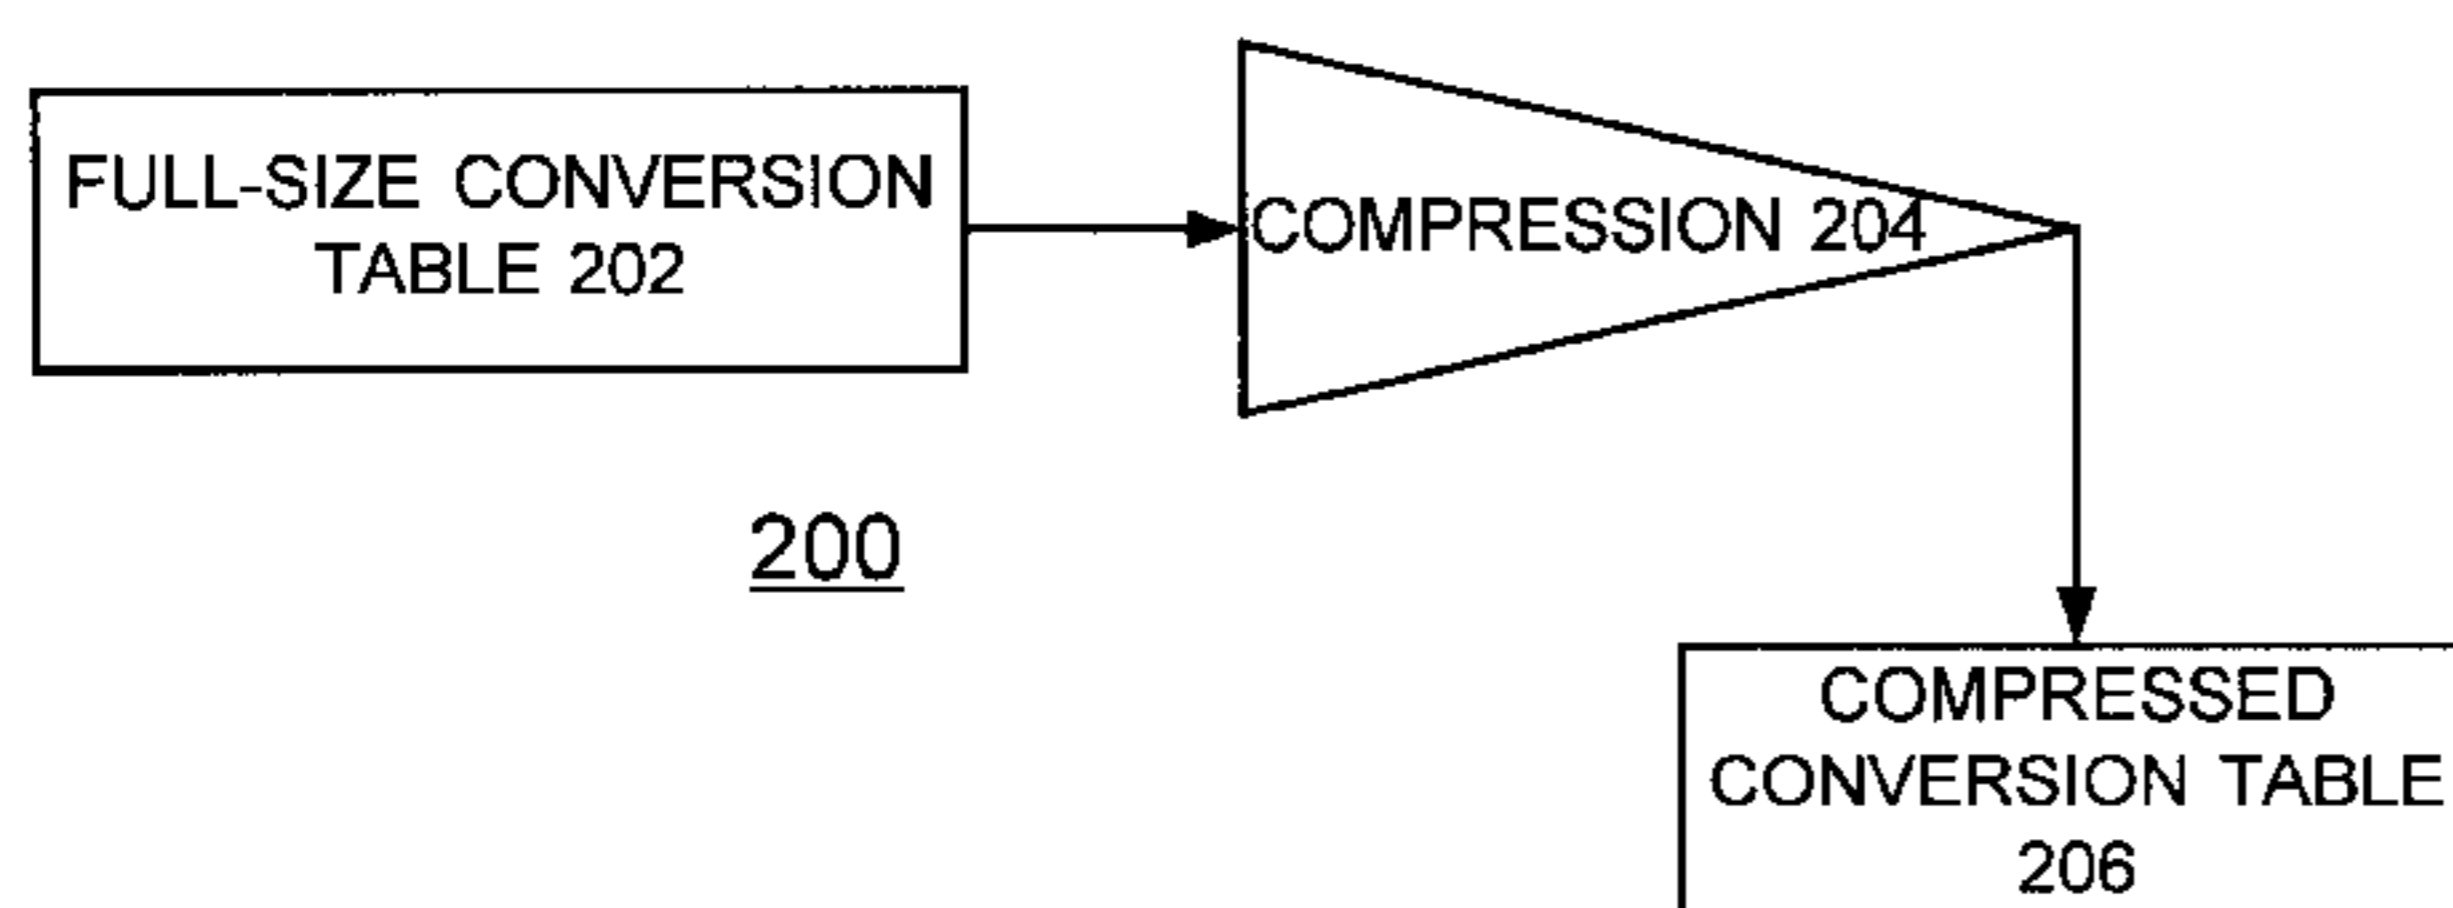 FULL-SIZE CONVERSION
TABLE 202
COMPRESSION 204
200
COMPRESSED
CONVERSION TABLE
206